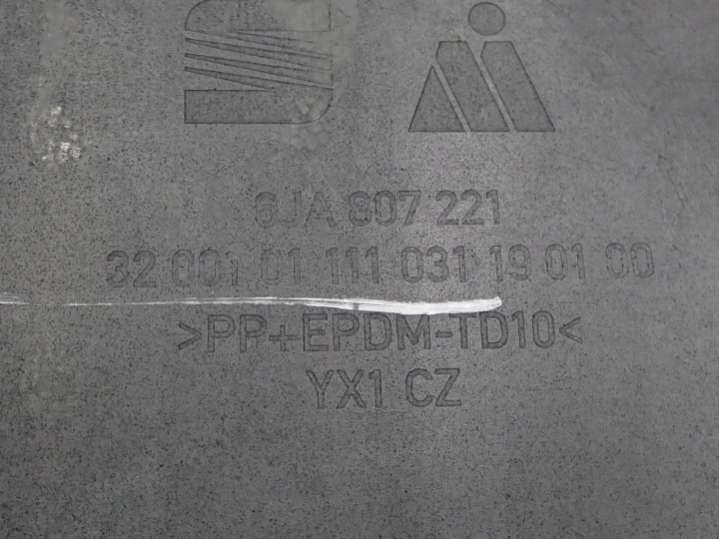 6JA 807 221
32 001 01 111 031 19 01 00
>PP+EPDM-TD10<
YX1 CZ